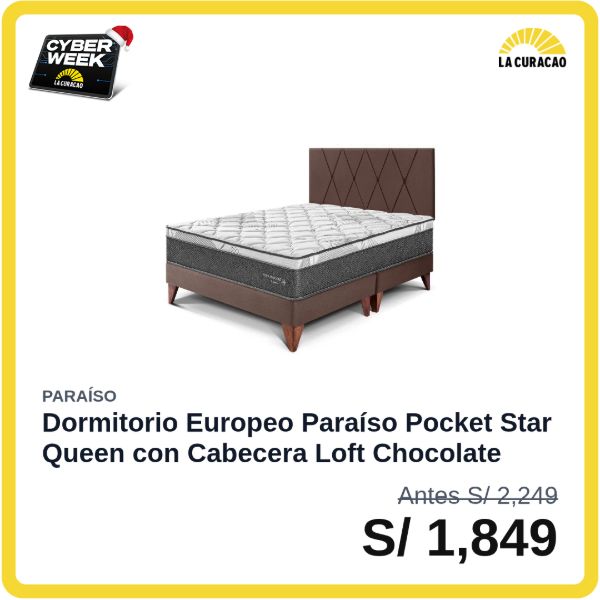 CYBER
WEEK
LA CURACAO
LA CURACAO
PARAÍSO
Dormitorio Europeo Paraíso Pocket Star
Queen con Cabecera Loft Chocolate
Antes S/ 2,249
S/ 1,849